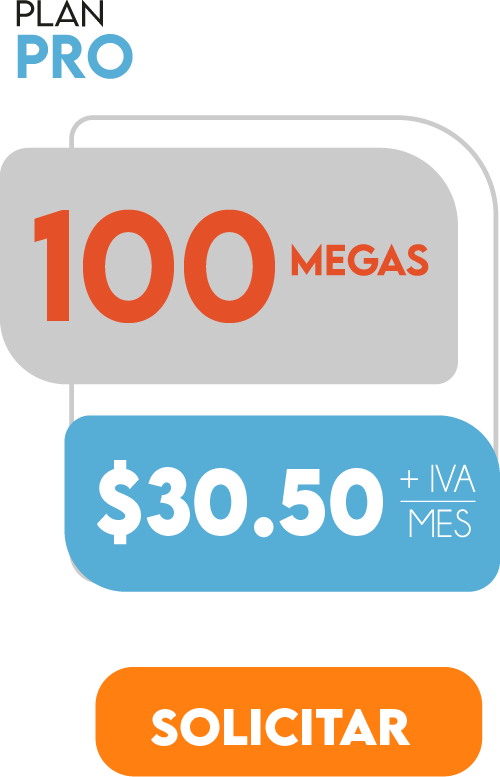 PLAN
PRO
100 MEGAS
$30.50 + IVA
MES
SOLICITAR